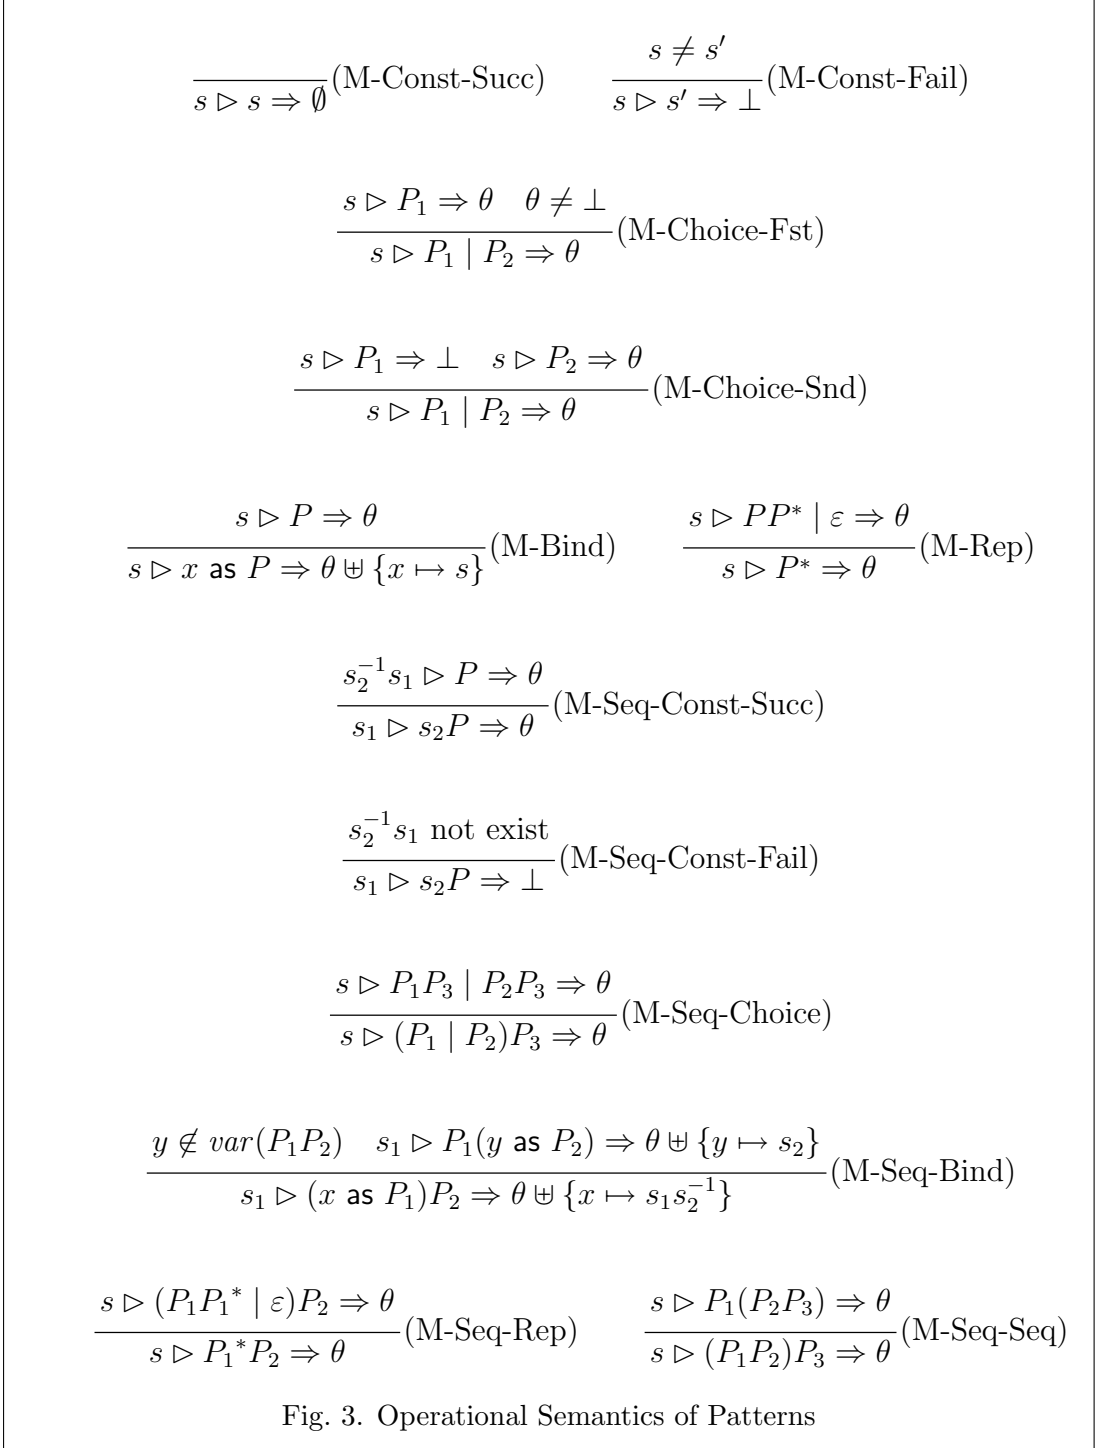 s ▷ s ⇒ ∅ (M-Const-Succ)    s ≠ s′
s ▷ s′ ⇒ ⊥ (M-Const-Fail)
s ▷ P₁ ⇒ θ    θ ≠ ⊥
s ▷ P₁ | P₂ ⇒ θ (M-Choice-Fst)
s ▷ P₁ ⇒ ⊥    s ▷ P₂ ⇒ θ
s ▷ P₁ | P₂ ⇒ θ (M-Choice-Snd)
s ▷ P ⇒ θ
s ▷ x as P ⇒ θ ⊎ {x ↦ s} (M-Bind)
s ▷ PP* | ε ⇒ θ
s ▷ P* ⇒ θ (M-Rep)
s₂⁻¹s₁ ▷ P ⇒ θ
s₁ ▷ s₂P ⇒ θ (M-Seq-Const-Succ)
s₂⁻¹s₁ not exist
s₁ ▷ s₂P ⇒ ⊥ (M-Seq-Const-Fail)
s ▷ P₁P₃ | P₂P₃ ⇒ θ
s ▷ (P₁ | P₂)P₃ ⇒ θ (M-Seq-Choice)
y ∉ var(P₁P₂)    s₁ ▷ P₁(y as P₂) ⇒ θ ⊎ {y ↦ s₂}
s₁ ▷ (x as P₁)P₂ ⇒ θ ⊎ {x ↦ s₁s₂⁻¹} (M-Seq-Bind)
s ▷ (P₁P₁* | ε)P₂ ⇒ θ
s ▷ P₁*P₂ ⇒ θ (M-Seq-Rep)
s ▷ P₁(P₂P₃) ⇒ θ
s ▷ (P₁P₂)P₃ ⇒ θ (M-Seq-Seq)
Fig. 3. Operational Semantics of Patterns